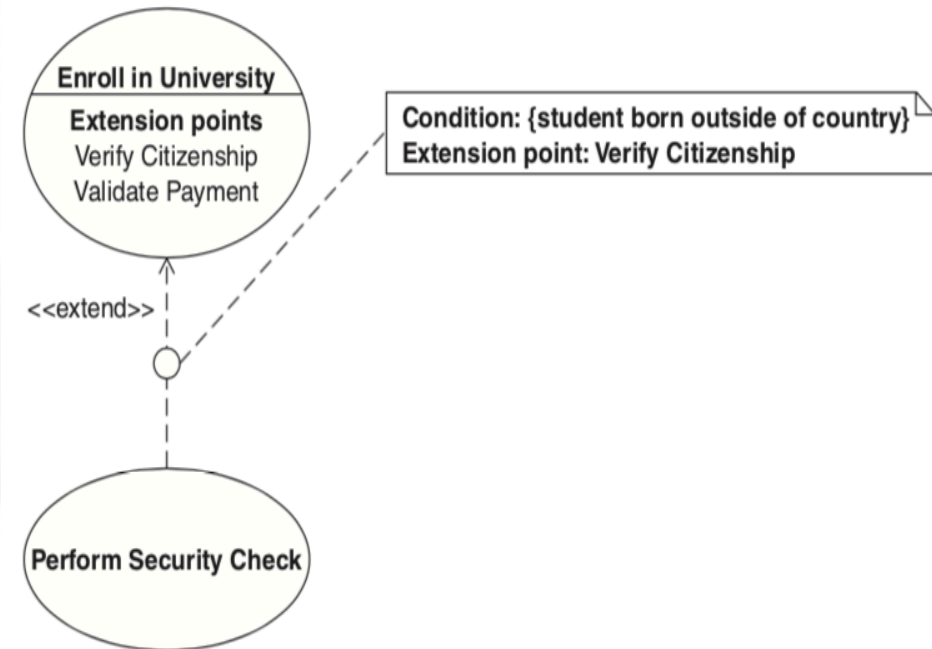 Enroll in University
Extension points
Verify Citizenship
Validate Payment
Condition: {student born outside of country}
Extension point: Verify Citizenship
<<extend>>
Perform Security Check